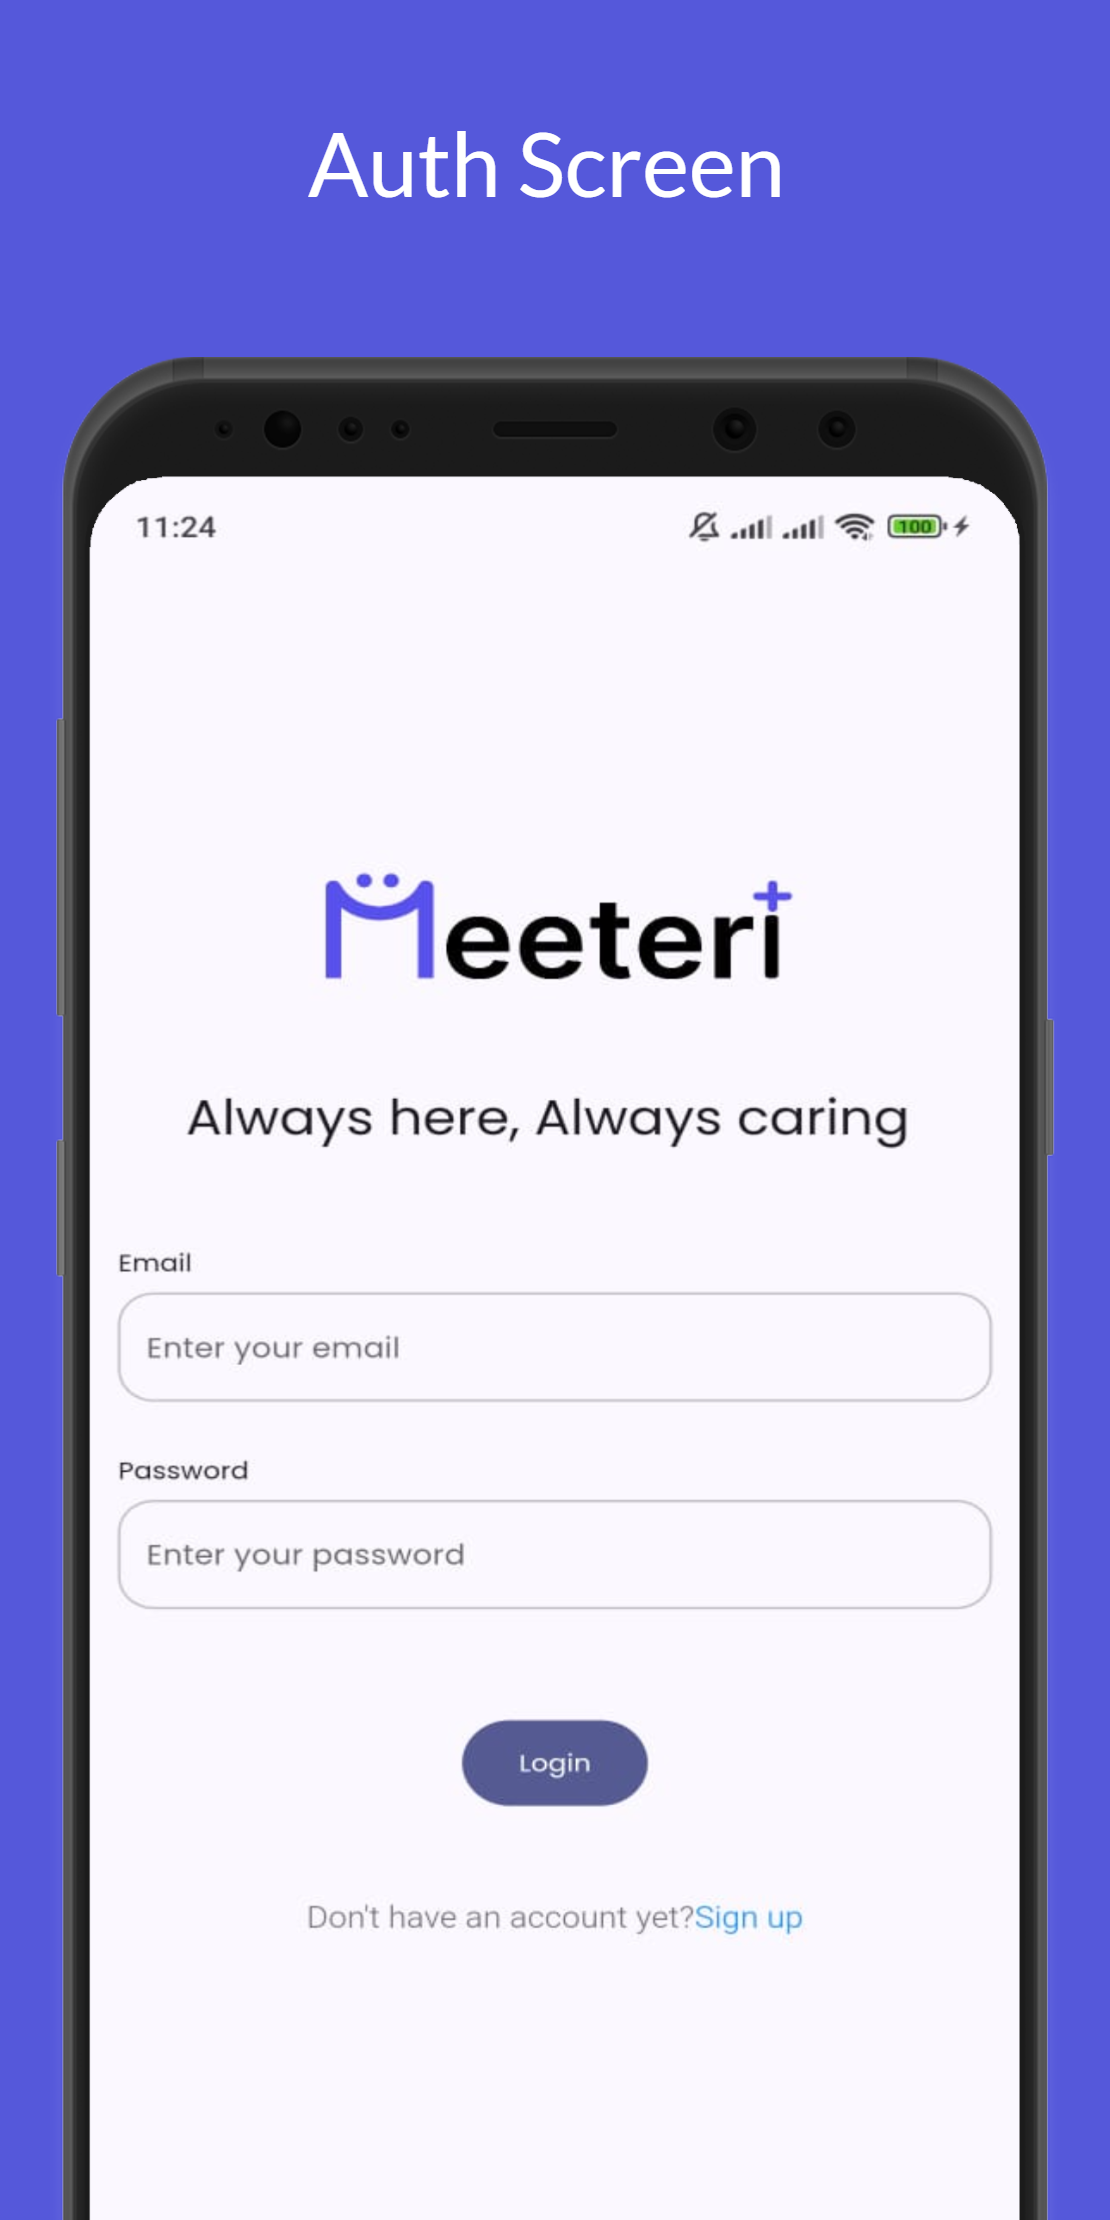 Auth Screen
11:24
100
Meeteri
Always here, Always caring
Email
Enter your email
Password
Enter your password
Login
Don't have an account yet?Sign up